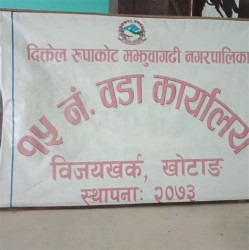 दिक्तेल रुपाकोट मझुवागढी नगरपालिका
१५ नं. वडा कार्यालय
विजयखर्क, खोटाङ
स्थापनाः २०७३